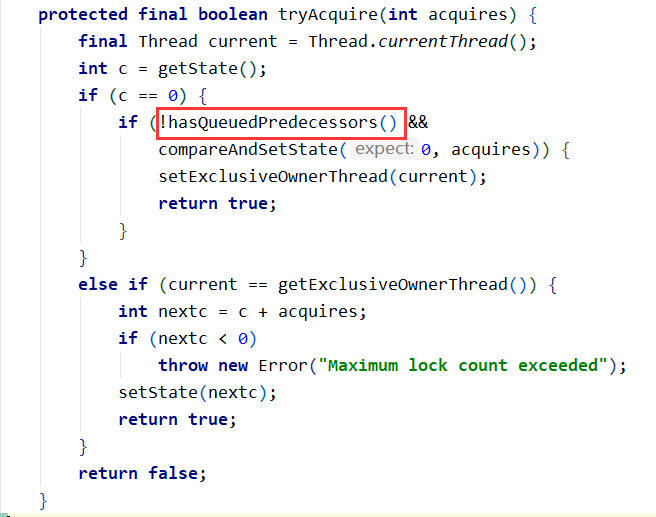 protected final boolean tryAcquire(int acquires) {
    final Thread current = Thread.currentThread();
    int c = getState();
    if (c == 0) {
        if (!hasQueuedPredecessors() &&
            compareAndSetState( expect: 0, acquires)) {
            setExclusiveOwnerThread(current);
            return true;
        }
    }
    else if (current == getExclusiveOwnerThread()) {
        int nextc = c + acquires;
        if (nextc < 0)
            throw new Error("Maximum lock count exceeded");
        setState(nextc);
        return true;
    }
    return false;
}